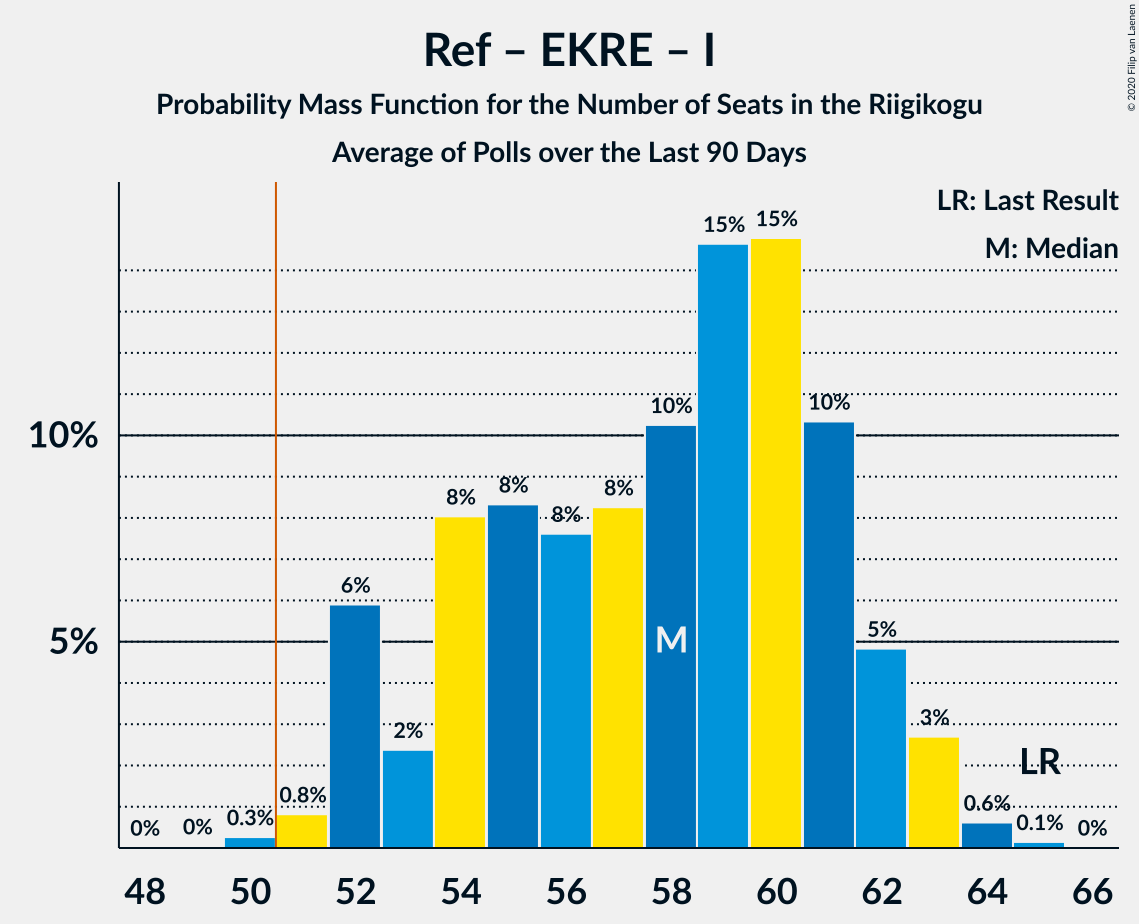 Ref – EKRE – I
Probability Mass Function for the Number of Seats in the Riigikogu
Average of Polls over the Last 90 Days
© 2020 Filip van Laenen
LR: Last Result
M: Median
10%
5%
0%
0%
0.3%
0.8%
6%
2%
8%
8%
8%
8%
10%
15%
15%
10%
5%
3%
0.6%
0.1%
0%
M
LR
48 50 52 54 56 58 60 62 64 66